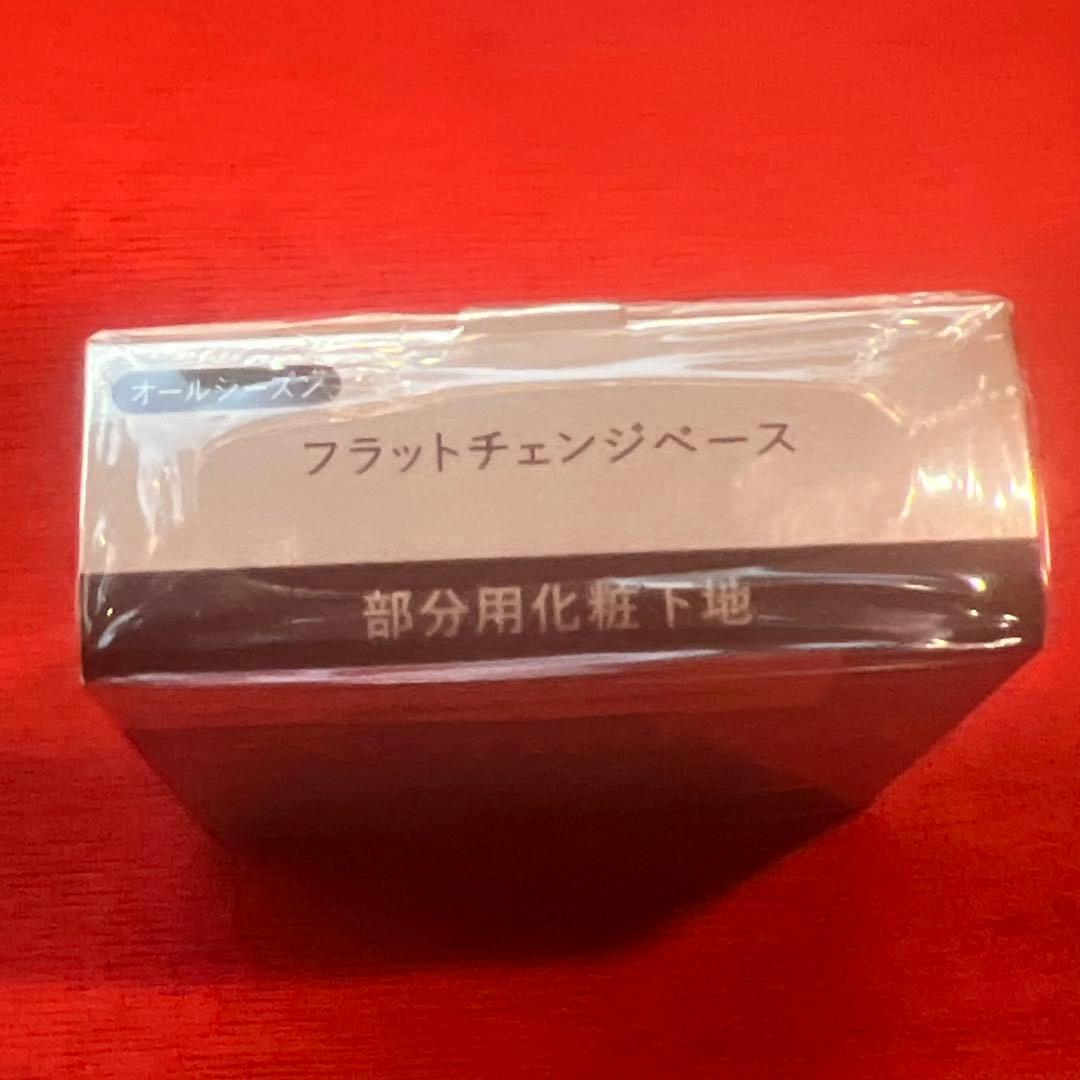 オールシーズン
フラットチェンジベース
部分用化粧下地